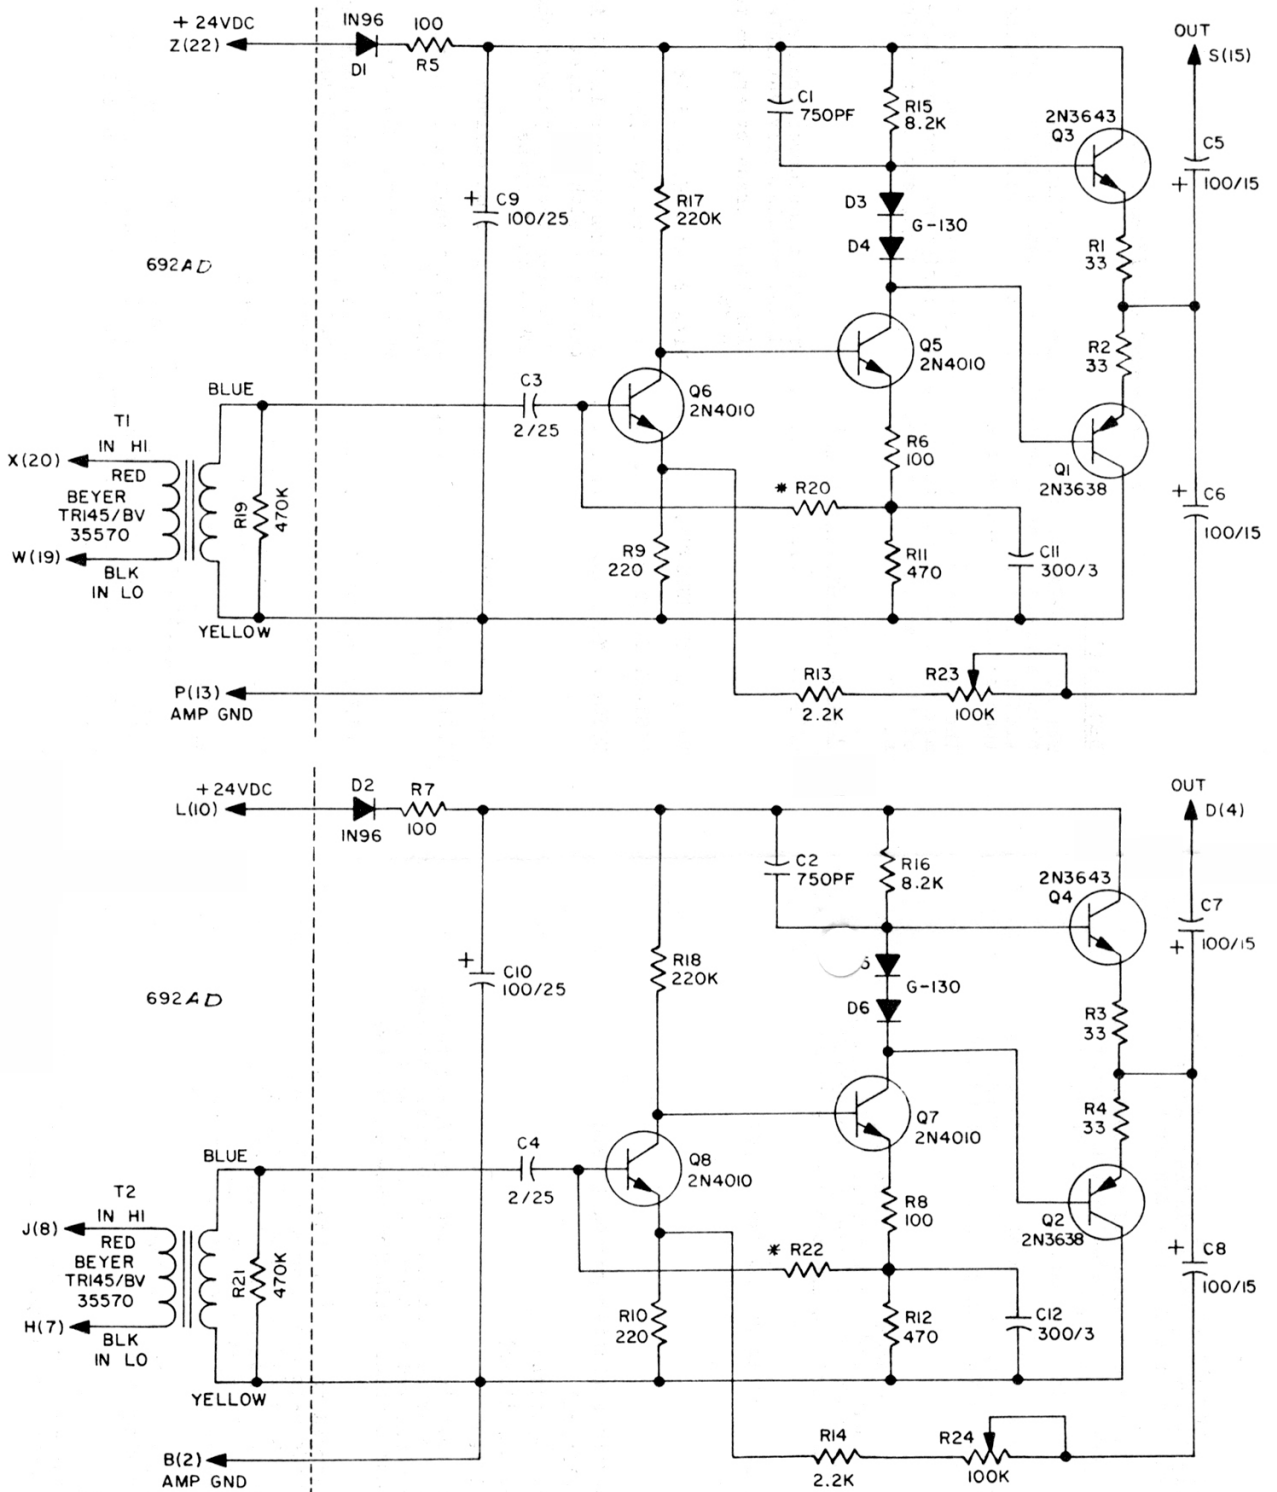 + 24VDC
Z(22)
1N96
D1
100
R5
OUT
S(15)
C1
750PF
R15
8.2K
2N3643
Q3
C5
+ 100/15
+ C9
100/25
R17
220K
D3
G-130
D4
R1
33
692AD
Q5
2N4010
R2
33
BLUE
C3
2/25
Q6
2N4010
T1
IN HI
X(20)
RED
BEYER
TR145/BV
35570
W(19)
BLK
IN LO
R19
470K
YELLOW
R6
100
Q1
2N3638
* R20
+ C6
100/15
R9
220
R11
470
C11
300/3
P(13)
AMP GND
R13
2.2K
R23
100K
+ 24VDC
L(10)
D2
1N96
R7
100
OUT
D(4)
C2
750PF
R16
8.2K
2N3643
Q4
C7
+ 100/15
+ C10
100/25
R18
220K
5
G-130
D6
R3
33
692AD
Q7
2N4010
R4
33
BLUE
C4
2/25
Q8
2N4010
T2
IN HI
J(8)
RED
BEYER
TR145/BV
35570
H(7)
BLK
IN LO
R21
470K
YELLOW
R8
100
Q2
2N3638
* R22
+ C8
100/15
R10
220
R12
470
C12
300/3
B(2)
AMP GND
R14
2.2K
R24
100K